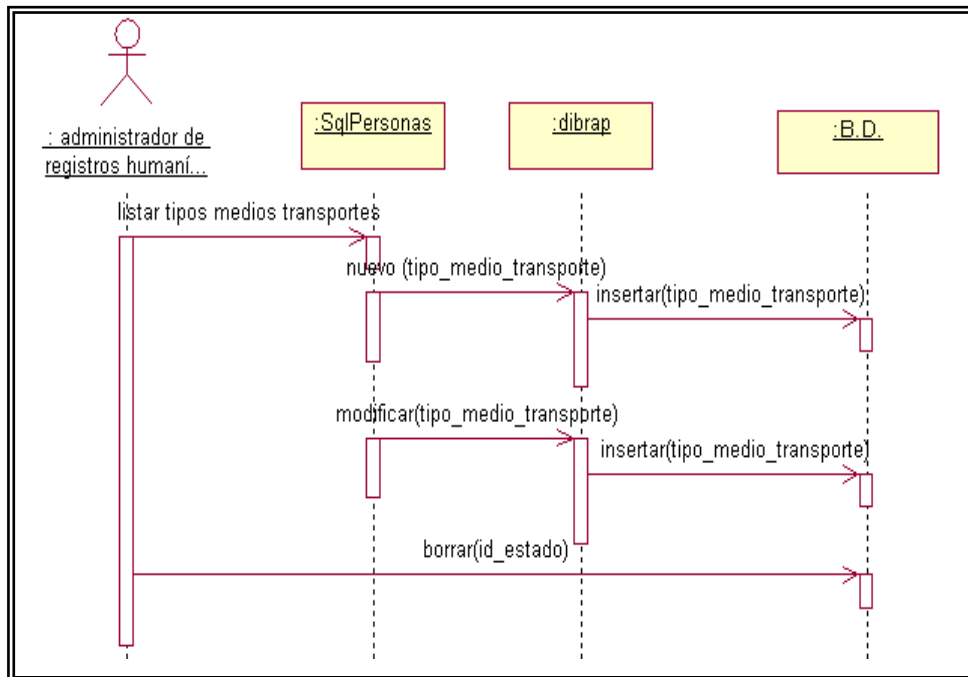 : administrador de
registros humaní...
:SqlPersonas
:dibrap
:B.D.
listar tipos medios transportes
nuevo (tipo_medio_transporte)
insertar(tipo_medio_transporte)
modificar(tipo_medio_transporte)
insertar(tipo_medio_transporte)
borrar(id_estado)